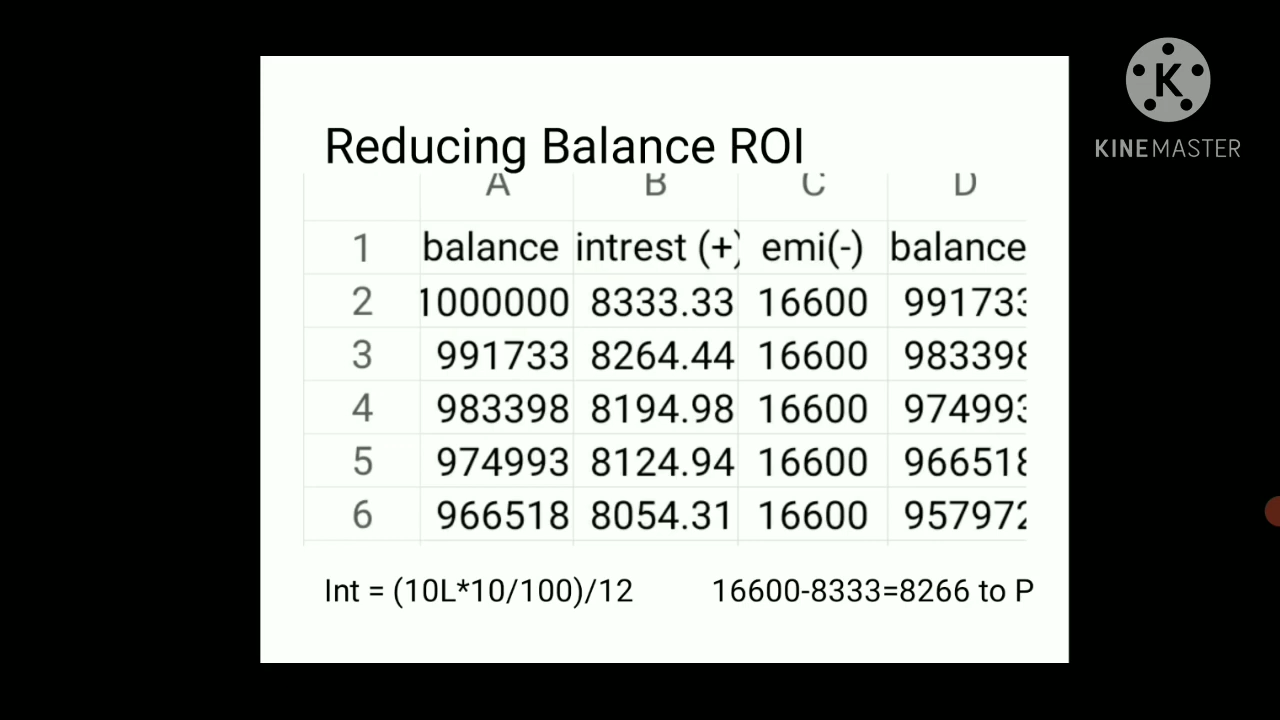 Reducing Balance ROI
A B C D
1 balance intrest (+) emi(-) balance
2 1000000 8333.33 16600 991733
3 991733 8264.44 16600 983398
4 983398 8194.98 16600 974993
5 974993 8124.94 16600 966518
6 966518 8054.31 16600 957972
Int = (10L*10/100)/12 16600-8333=8266 to P
K
KINEMASTER